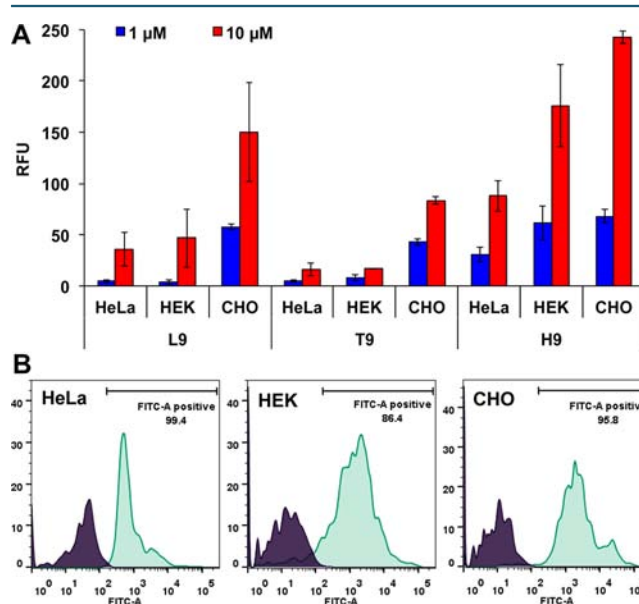 A
1 µM 10 µM
250
200
150
100
50
0
RFU
HeLa HEK CHO HeLa HEK CHO HeLa HEK CHO
L9 T9 H9
B
HeLa
FITC-A positive
99.4
40
30
20
10
0
0 10¹ 10² 10³ 10⁴ 10⁵
FITC-A
HEK
FITC-A positive
86.4
40
30
20
10
0
0 10¹ 10² 10³ 10⁴ 10⁵
FITC-A
CHO
FITC-A positive
95.8
40
30
20
10
0
10⁰ 10¹ 10² 10³ 10⁴
FITC-A